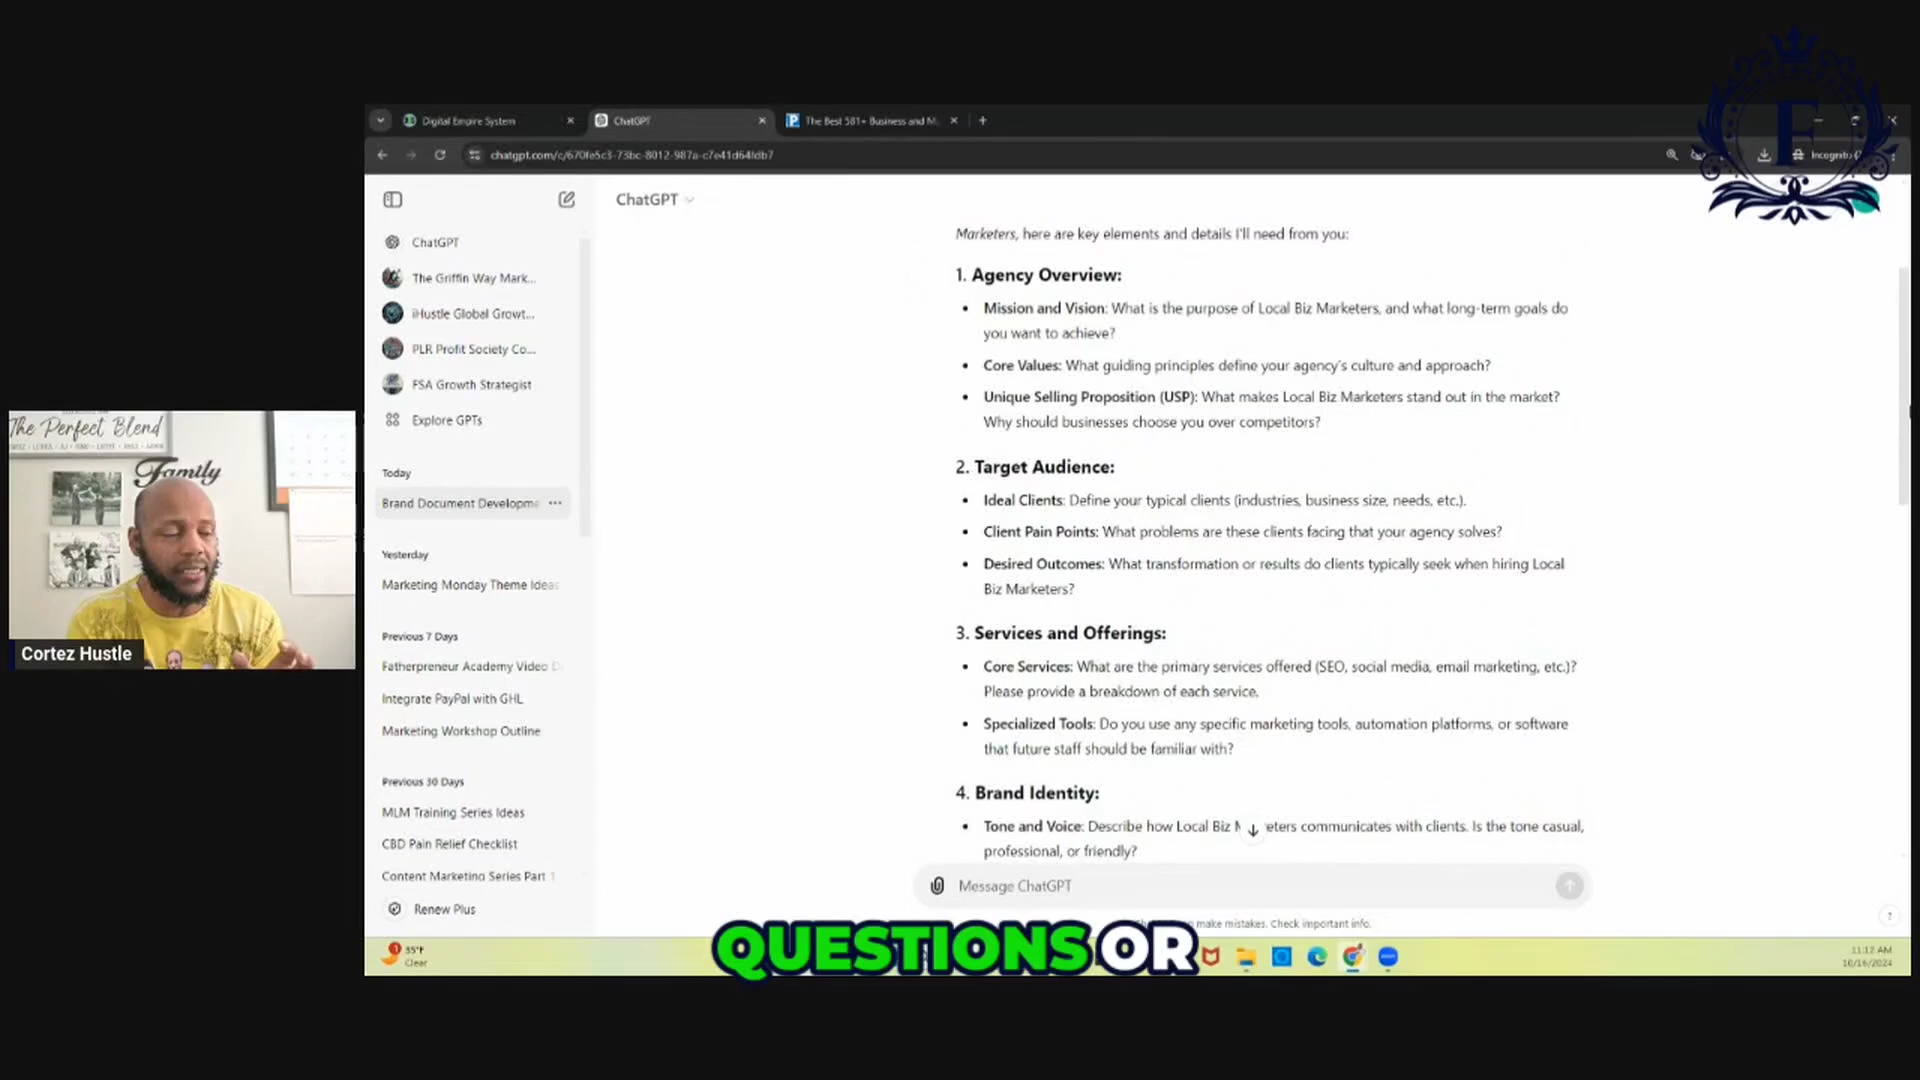 Digital Empire System
ChatGPT
The Best 581+ Business and M
chatgpt.com/c/670fe5c3-73bc-8012-987a-c7e41d64fdb7
Incognito
F
ChatGPT
ChatGPT
The Griffin Way Mark...
iHustle Global Growt...
PLR Profit Society Co...
FSA Growth Strategist
Explore GPTs
Today
Brand Document Developme
Yesterday
Marketing Monday Theme Ideas
Previous 7 Days
Fatherpreneur Academy Video D
Integrate PayPal with GHL
Marketing Workshop Outline
Previous 30 Days
MLM Training Series Ideas
CBD Pain Relief Checklist
Content Marketing Series Part 1
Renew Plus
Marketers, here are key elements and details I'll need from you:
1. Agency Overview:
• Mission and Vision: What is the purpose of Local Biz Marketers, and what long-term goals do
you want to achieve?
• Core Values: What guiding principles define your agency's culture and approach?
• Unique Selling Proposition (USP): What makes Local Biz Marketers stand out in the market?
Why should businesses choose you over competitors?
2. Target Audience:
• Ideal Clients: Define your typical clients (industries, business size, needs, etc.).
• Client Pain Points: What problems are these clients facing that your agency solves?
• Desired Outcomes: What transformation or results do clients typically seek when hiring Local
Biz Marketers?
3. Services and Offerings:
• Core Services: What are the primary services offered (SEO, social media, email marketing, etc.)?
Please provide a breakdown of each service.
• Specialized Tools: Do you use any specific marketing tools, automation platforms, or software
that future staff should be familiar with?
4. Brand Identity:
• Tone and Voice: Describe how Local Biz M eters communicates with clients. Is the tone casual,
professional, or friendly?
Message ChatGPT
make mistakes. Check important info.
?
The Perfect Blend
Family
Cortez Hustle
QUESTIONS OR
1
35°F
Clear
11:12 AM
10/16/2024